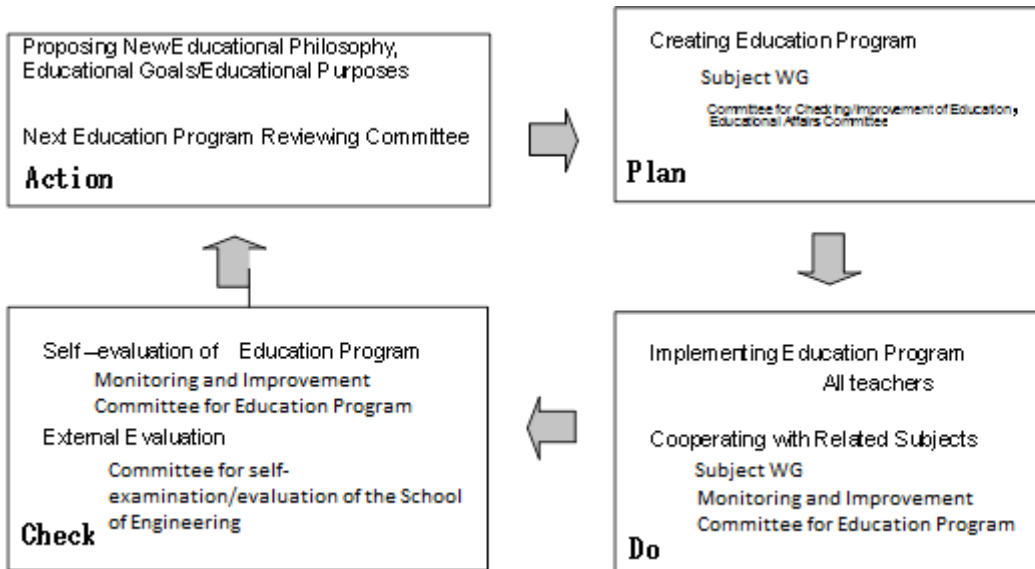 Proposing New Educational Philosophy,
Educational Goals/Educational Purposes
Next Education Program Reviewing Committee
Action
Creating Education Program
Subject WG
Committee for Checking/Improvement of Education,
Educational Affairs Committee
Plan
Self-evaluation of Education Program
Monitoring and Improvement
Committee for Education Program
External Evaluation
Committee for self-
examination/evaluation of the School
of Engineering
Check
Implementing Education Program
All teachers
Cooperating with Related Subjects
Subject WG
Monitoring and Improvement
Committee for Education Program
Do